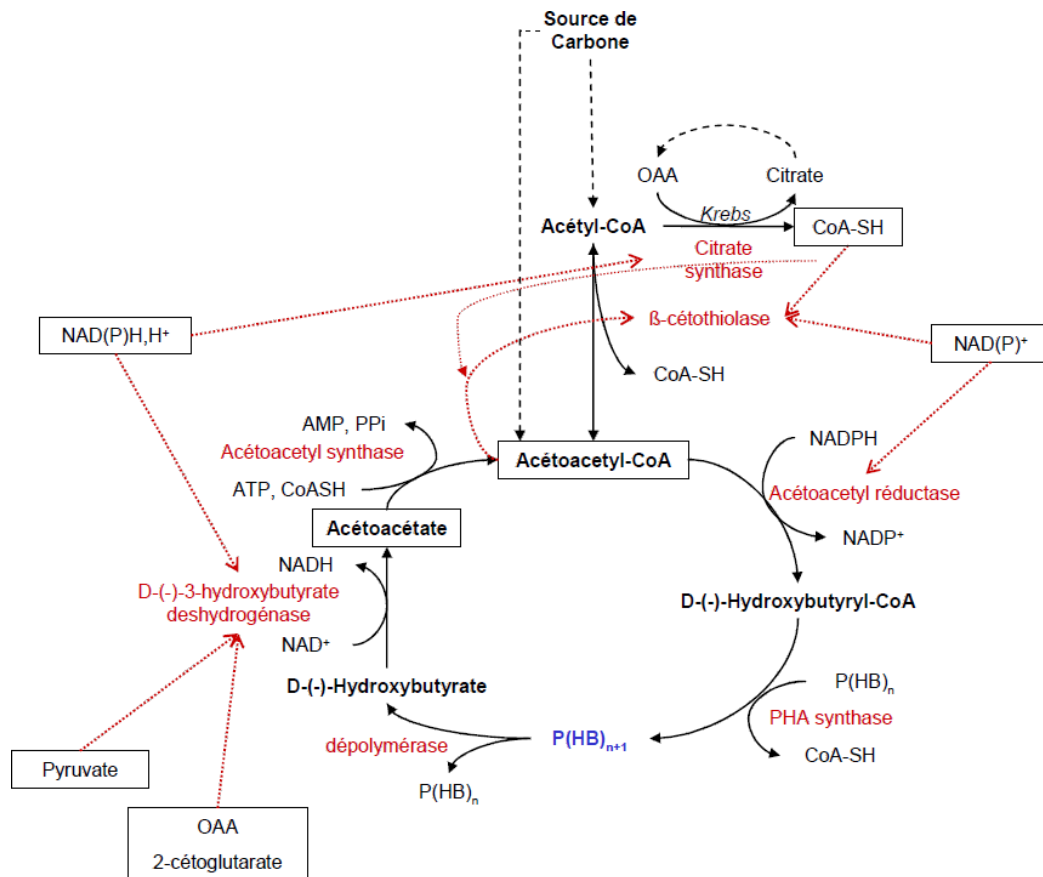 Source de
Carbone
OAA
Citrate
Krebs
Acétyl-CoA
CoA-SH
Citrate
synthase
NAD(P)H,H⁺
ß-cétothiolase
NAD(P)⁺
CoA-SH
AMP, PPi
Acétoacetyl synthase
NADPH
Acétoacetyl-CoA
ATP, CoASH
Acétoacetyl réductase
Acétoacétate
NADP⁺
NADH
D-(-)-3-hydroxybutyrate
deshydrogénase
D-(-)-Hydroxybutyryl-CoA
NAD⁺
D-(-)-Hydroxybutyrate
P(HB)ₙ
PHA synthase
dépolymérase
P(HB)ₙ₊₁
CoA-SH
Pyruvate
P(HB)ₙ
OAA
2-cétoglutarate